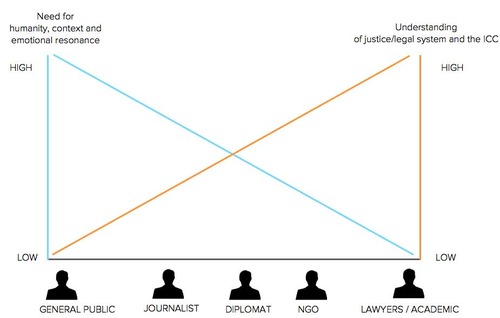 Need for
humanity, context and
emotional resonance
Understanding
of justice/legal system and the ICC
HIGH
HIGH
LOW
LOW
GENERAL PUBLIC
JOURNALIST
DIPLOMAT
NGO
LAWYERS / ACADEMIC